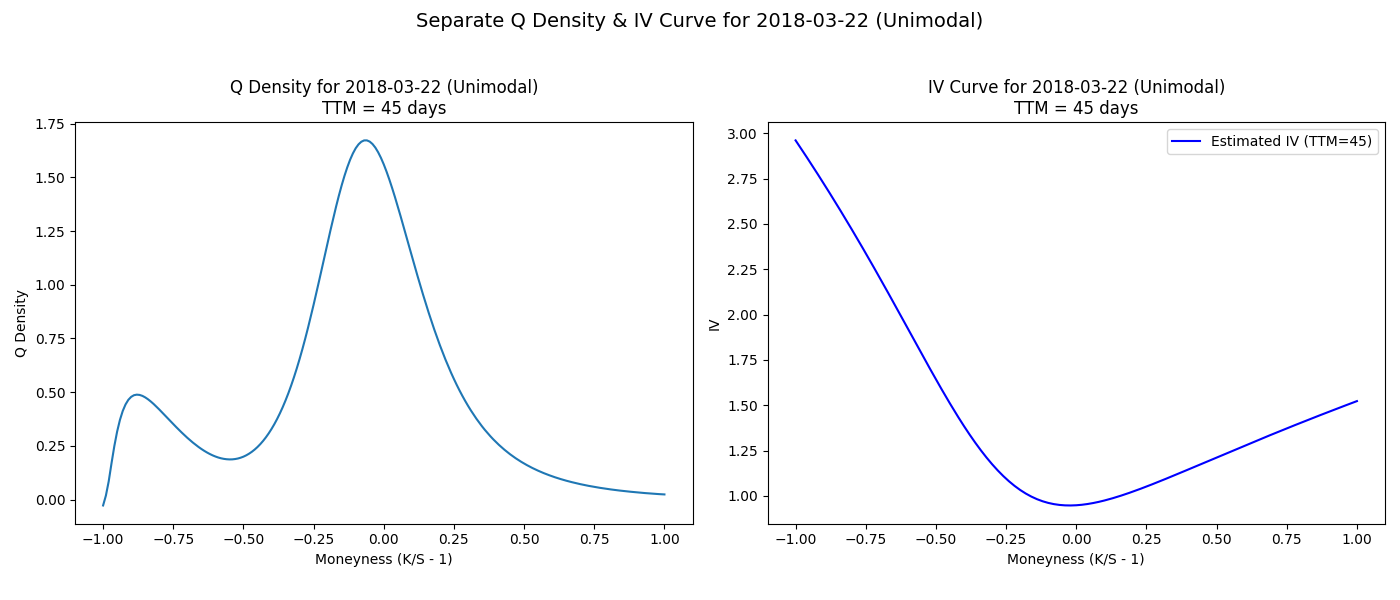 Separate Q Density & IV Curve for 2018-03-22 (Unimodal)
Q Density for 2018-03-22 (Unimodal)
TTM = 45 days
1.75
1.50
1.25
1.00
0.75
0.50
0.25
0.00
Q Density
−1.00 −0.75 −0.50 −0.25 0.00 0.25 0.50 0.75 1.00
Moneyness (K/S - 1)
IV Curve for 2018-03-22 (Unimodal)
TTM = 45 days
Estimated IV (TTM=45)
3.00
2.75
2.50
2.25
2.00
1.75
1.50
1.25
1.00
IV
−1.00 −0.75 −0.50 −0.25 0.00 0.25 0.50 0.75 1.00
Moneyness (K/S - 1)